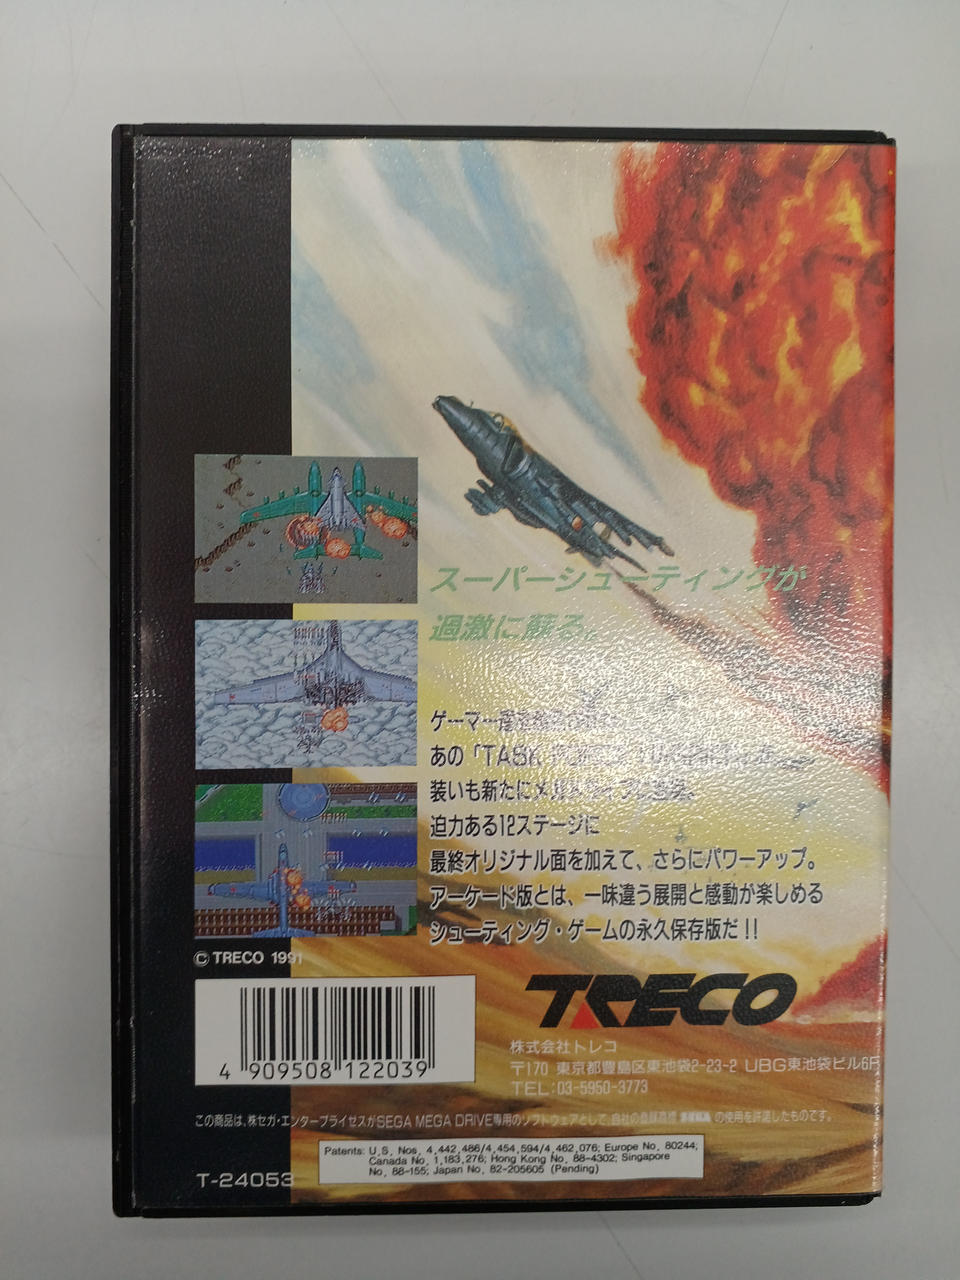 スーパーシューティングが
過激に蘇る。
ゲーマー達を
あの「TASK
装いも新たにメガドライブに
迫力ある12ステージに
最終オリジナル面を加えて、さらにパワーアップ。
アーケード版とは、一味違う展開と感動が楽しめる
シューティング・ゲームの永久保存版だ!!
© TRECO 1991
TRECO
株式会社トレコ
〒170 東京都豊島区東池袋2-23-2 UBG東池袋ビル6F
TEL:03-5950-3773
4 909508 122039
この商品は、㈱セガ・エンタープライゼスがSEGA MEGA DRIVE専用のソフトウェアとして、自社の登録商標 SEGA の使用を許諾したものです。
Patents: U.S. Nos. 4,442,486/4,454,594/4,462,076; Europe No. 80244;
Canada No. 1,183,276; Hong Kong No. 88-4302; Singapore
No. 88-155; Japan No. 82-205605 (Pending)
T-24053